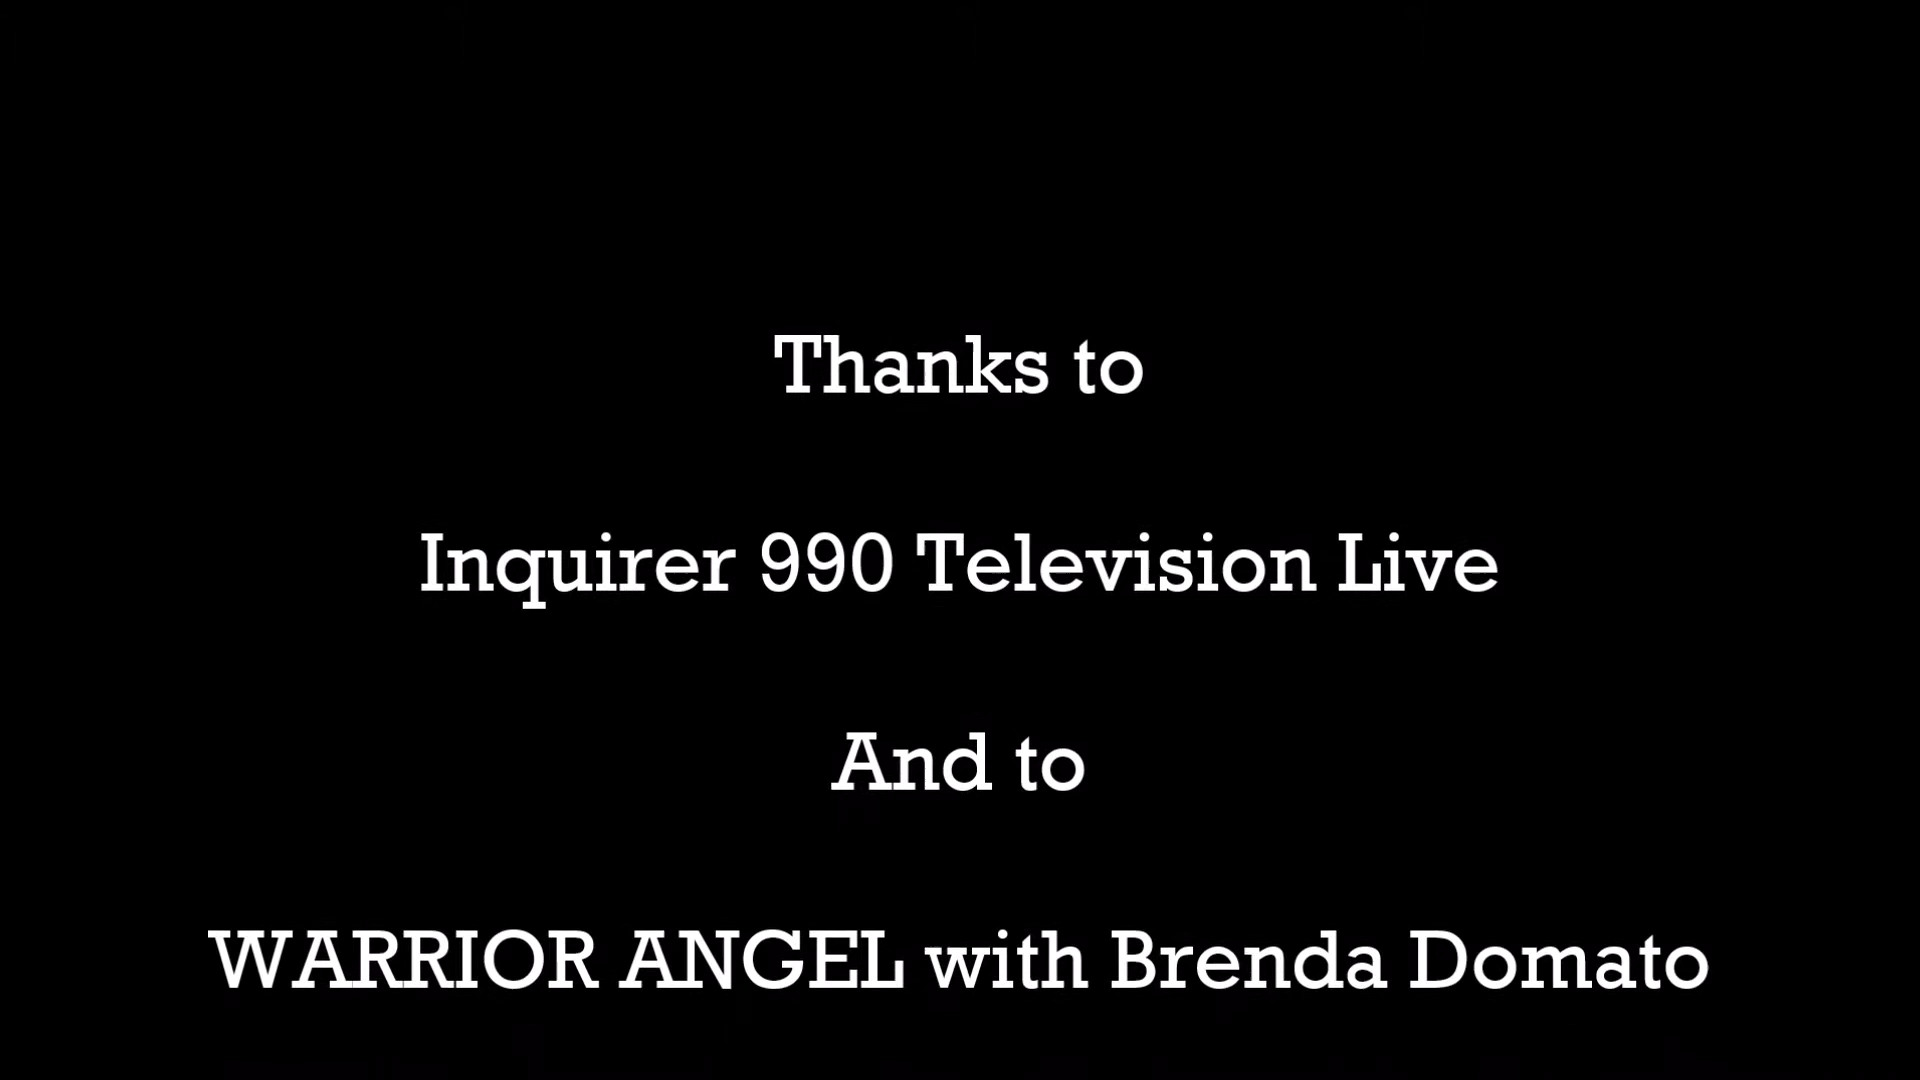 Thanks to
Inquirer 990 Television Live
And to
WARRIOR ANGEL with Brenda Domato